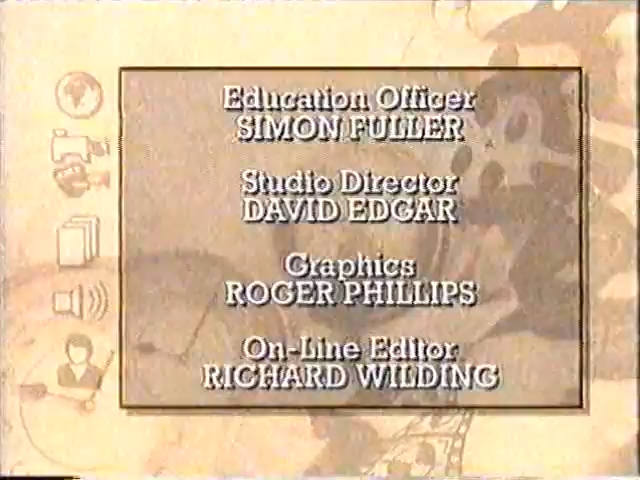 Education Officer
SIMON FULLER
Studio Director
DAVID EDGAR
Graphics
ROGER PHILLIPS
On-Line Editor
RICHARD WILDING